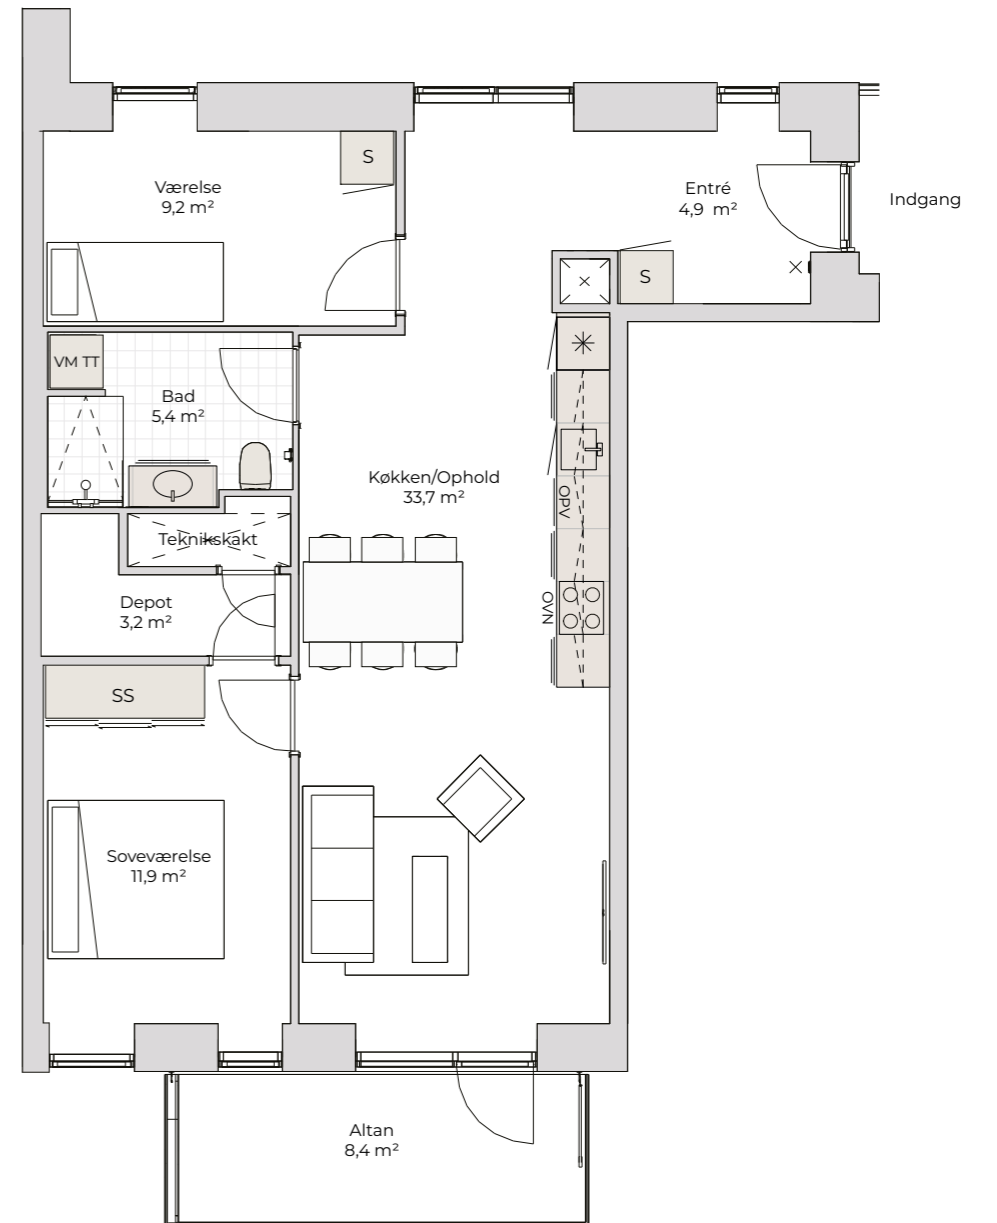 S
Værelse
9,2 m²
Entré
4,9 m²
Indgang
S
VM TT
Bad
5,4 m²
Køkken/Ophold
33,7 m²
OPV
Teknikskakt
Depot
3,2 m²
OVN
SS
Soveværelse
11,9 m²
Altan
8,4 m²